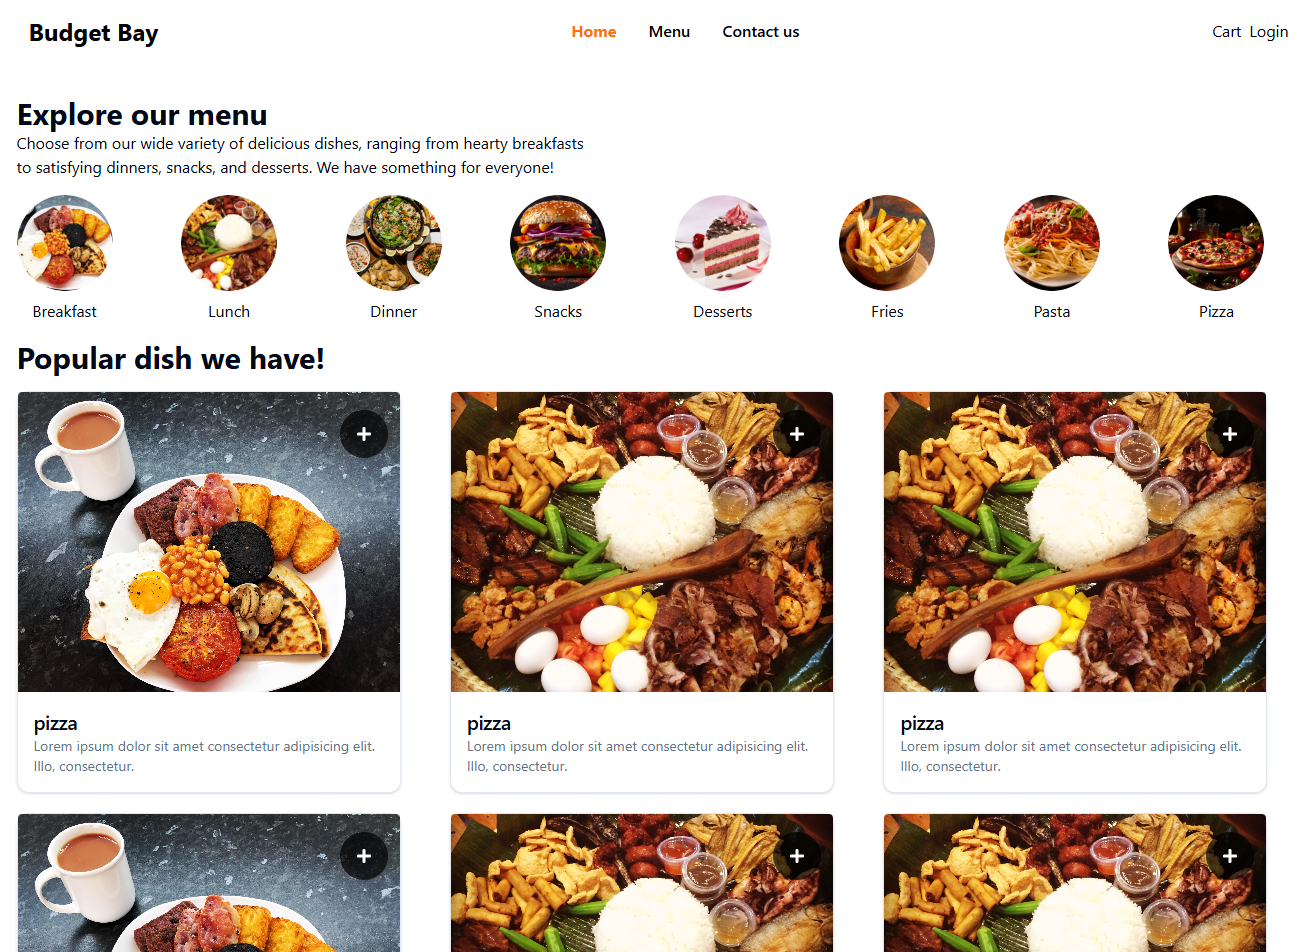 Budget Bay
Home Menu Contact us
Cart Login
Explore our menu
Choose from our wide variety of delicious dishes, ranging from hearty breakfasts
to satisfying dinners, snacks, and desserts. We have something for everyone!
Breakfast Lunch Dinner Snacks Desserts Fries Pasta Pizza
Popular dish we have!
pizza
Lorem ipsum dolor sit amet consectetur adipisicing elit.
Illo, consectetur.
pizza
Lorem ipsum dolor sit amet consectetur adipisicing elit.
Illo, consectetur.
pizza
Lorem ipsum dolor sit amet consectetur adipisicing elit.
Illo, consectetur.